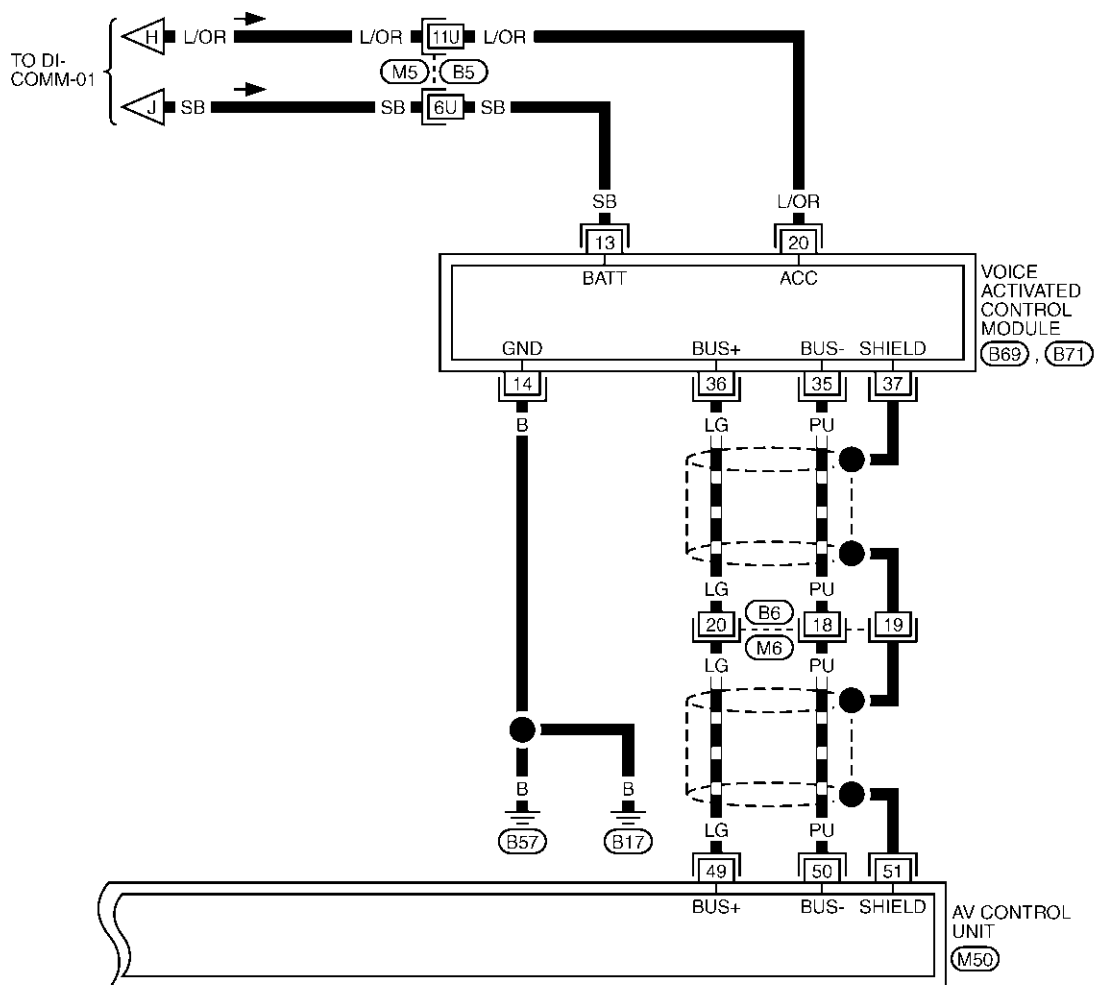 H L/OR L/OR 11U L/OR
TO DI-
COMM-01
M5 B5
J SB SB 6U SB
SB L/OR
13 20
BATT ACC
VOICE
ACTIVATED
CONTROL
MODULE
B69 , B71
GND BUS+ BUS- SHIELD
14 36 35 37
B LG PU
LG PU
B6
20 18 19
M6
LG PU
B B
B57 B17
LG PU
49 50 51
BUS+ BUS- SHIELD
AV CONTROL
UNIT
M50